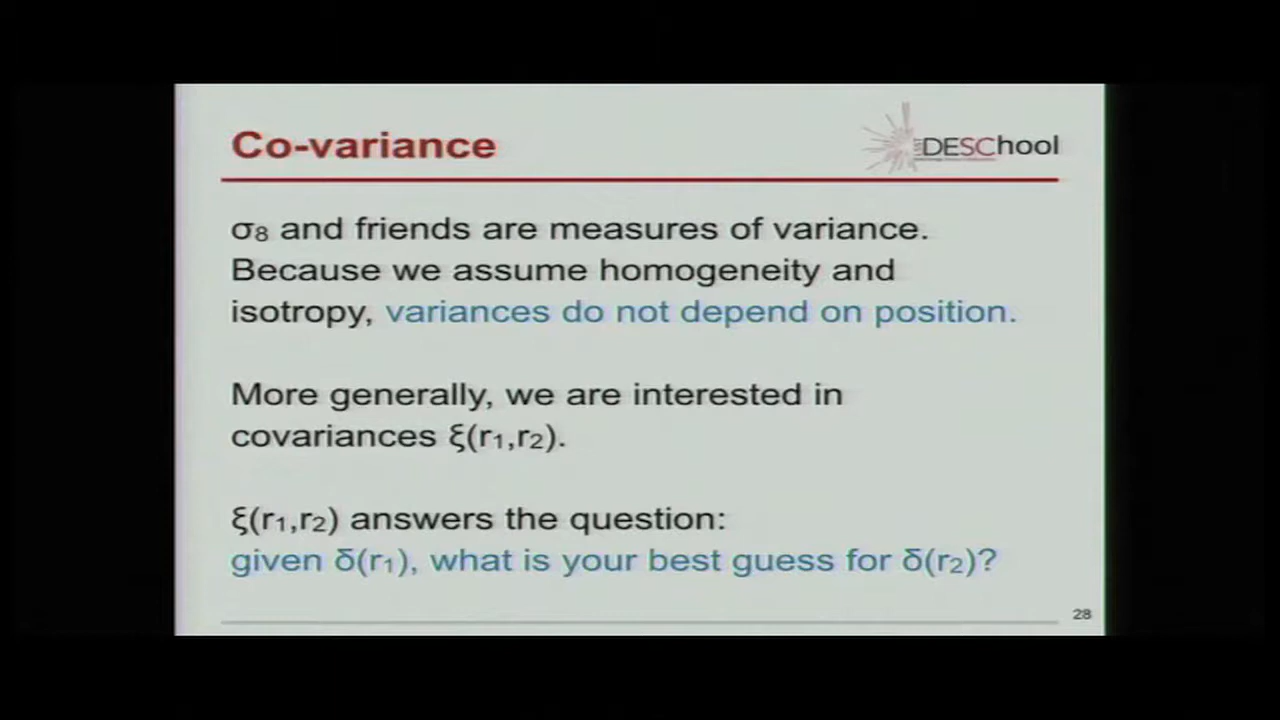 Co-variance
DESChool
σ₈ and friends are measures of variance.
Because we assume homogeneity and
isotropy, variances do not depend on position.
More generally, we are interested in
covariances ξ(r₁,r₂).
ξ(r₁,r₂) answers the question:
given δ(r₁), what is your best guess for δ(r₂)?
28